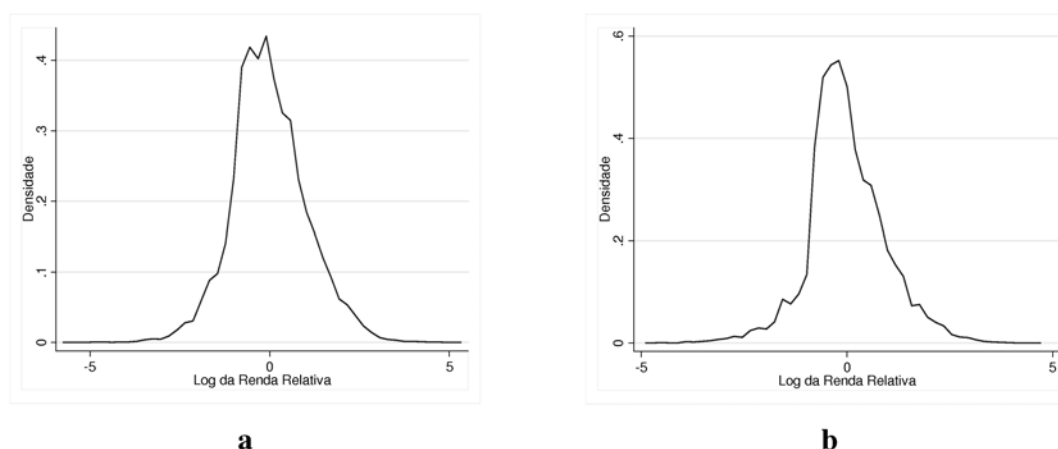 Densidade
.4
.3
.2
.1
0
-5 0 5
Log da Renda Relativa
a
Densidade
.6
.4
.2
0
-5 0 5
Log da Renda Relativa
b